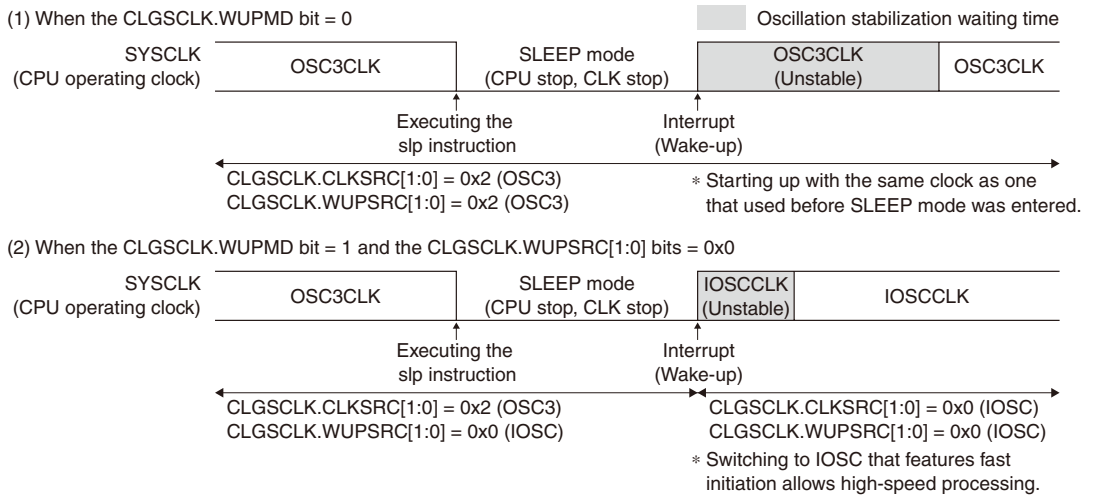 (1) When the CLGSCLK.WUPMD bit = 0
Oscillation stabilization waiting time
SYSCLK
(CPU operating clock)
OSC3CLK
SLEEP mode
(CPU stop, CLK stop)
OSC3CLK
(Unstable)
OSC3CLK
Executing the
slp instruction
Interrupt
(Wake-up)
CLGSCLK.CLKSRC[1:0] = 0x2 (OSC3)
CLGSCLK.WUPSRC[1:0] = 0x2 (OSC3)
* Starting up with the same clock as one
that used before SLEEP mode was entered.
(2) When the CLGSCLK.WUPMD bit = 1 and the CLGSCLK.WUPSRC[1:0] bits = 0x0
SYSCLK
(CPU operating clock)
OSC3CLK
SLEEP mode
(CPU stop, CLK stop)
IOSCCLK
(Unstable)
IOSCCLK
Executing the
slp instruction
Interrupt
(Wake-up)
CLGSCLK.CLKSRC[1:0] = 0x2 (OSC3)
CLGSCLK.WUPSRC[1:0] = 0x0 (IOSC)
CLGSCLK.CLKSRC[1:0] = 0x0 (IOSC)
CLGSCLK.WUPSRC[1:0] = 0x0 (IOSC)
* Switching to IOSC that features fast
initiation allows high-speed processing.